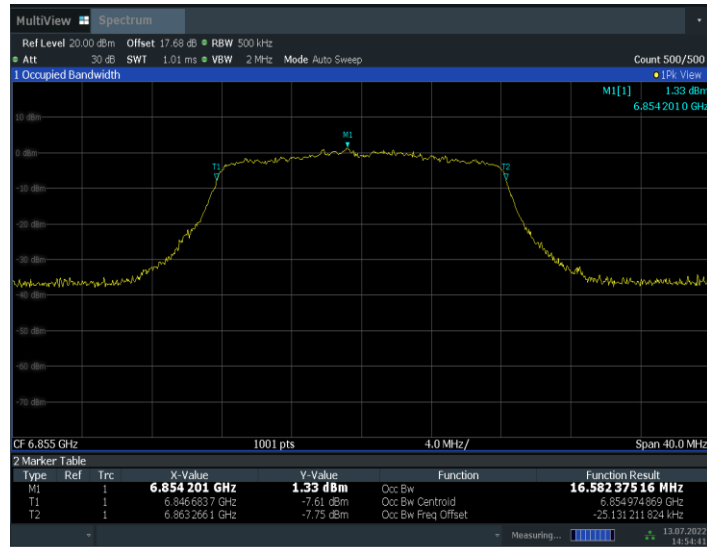 MultiView Spectrum
Ref Level 20.00 dBm Offset 17.68 dB RBW 500 kHz
Att 30 dB SWT 1.01 ms VBW 2 MHz Mode Auto Sweep Count 500/500
1 Occupied Bandwidth 1Pk View
M1[1] 1.33 dBm
6.854 201 0 GHz
10 dBm
M1
0 dBm
T1 T2
-10 dBm
-20 dBm
-30 dBm
-40 dBm
-50 dBm
-60 dBm
-70 dBm
CF 6.855 GHz 1001 pts 4.0 MHz/ Span 40.0 MHz
2 Marker Table
Type Ref Trc X-Value Y-Value Function Function Result
M1 1 6.854 201 GHz 1.33 dBm Occ Bw 16.582 375 16 MHz
T1 1 6.846 683 7 GHz -7.61 dBm Occ Bw Centroid 6.854 974 869 GHz
T2 1 6.863 266 1 GHz -7.75 dBm Occ Bw Freq Offset -25.131 211 824 kHz
Measuring... 13.07.2022
14:54:41